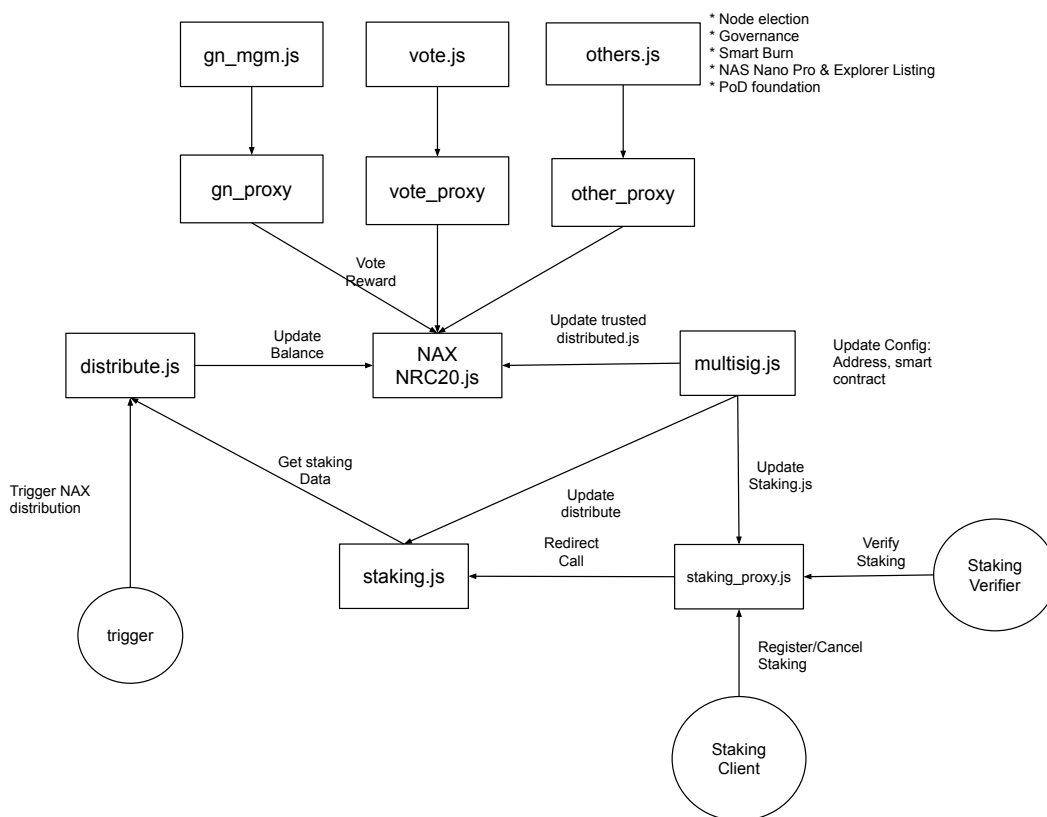 gn_mgm.js
vote.js
others.js
* Node election
* Governance
* Smart Burn
* NAS Nano Pro & Explorer Listing
* PoD foundation
gn_proxy
vote_proxy
other_proxy
Vote
Reward
distribute.js
Update
Balance
NAX
NRC20.js
Update trusted
distributed.js
multisig.js
Update Config:
Address, smart
contract
Trigger NAX
distribution
Get staking
Data
Update
distribute
Update
Staking.js
staking.js
Redirect
Call
staking_proxy.js
Verify
Staking
Staking
Verifier
trigger
Register/Cancel
Staking
Staking
Client